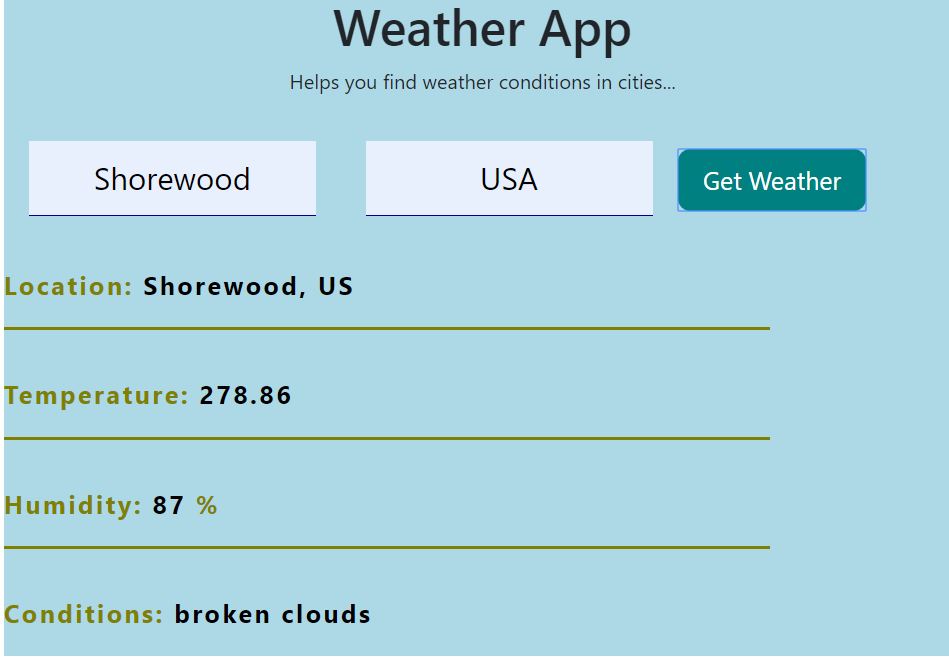 Weather App
Helps you find weather conditions in cities...
Shorewood USA Get Weather
Location: Shorewood, US
Temperature: 278.86
Humidity: 87 %
Conditions: broken clouds